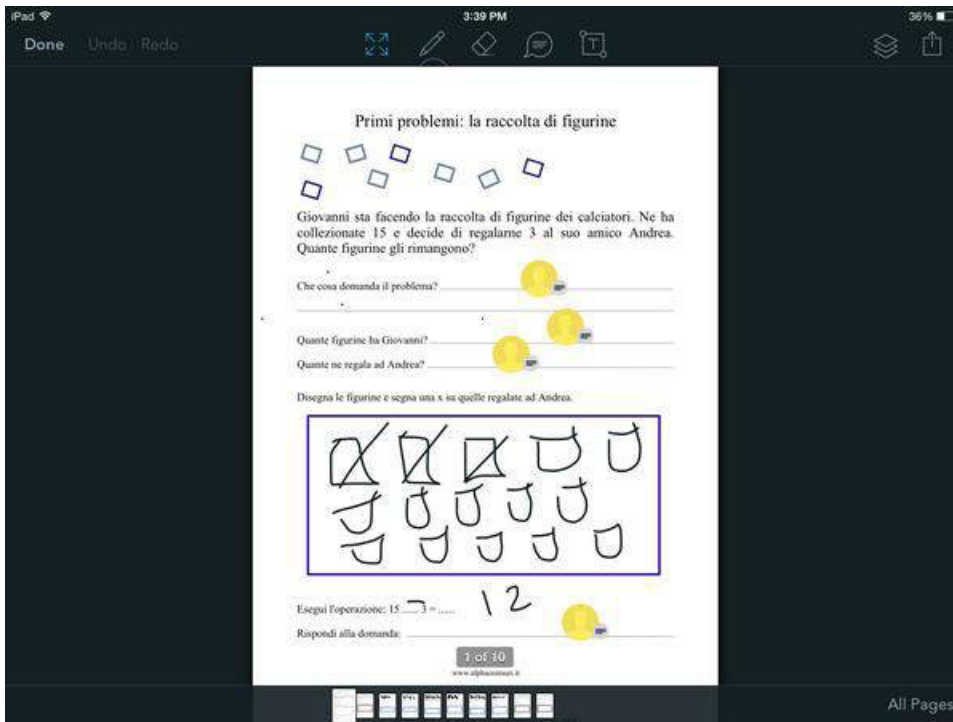 iPad 3:39 PM 36%
Done Undo Redo T
Primi problemi: la raccolta di figurine
Giovanni sta facendo la raccolta di figurine dei calciatori. Ne ha
collezionate 15 e decide di regalarne 3 al suo amico Andrea.
Quante figurine gli rimangono?
Che cosa domanda il problema?
Quante figurine ha Giovanni?
Quante ne regala ad Andrea?
Disegna le figurine e segna una x su quelle regalate ad Andrea.
Esegui l'operazione: 15 ..... - 3 = ...... 12
Rispondi alla domanda:
1 of 10
www.alphacentauri.it
All Pages